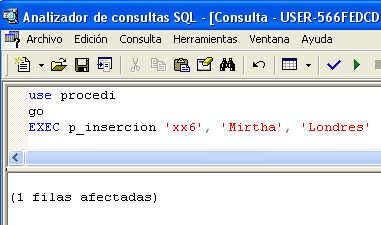 Analizador de consultas SQL - [Consulta - USER-566FEDCD
Archivo Edición Consulta Herramientas Ventana Ayuda
use procedi
go
EXEC p_insercion 'xx6', 'Mirtha', 'Londres'
(1 filas afectadas)